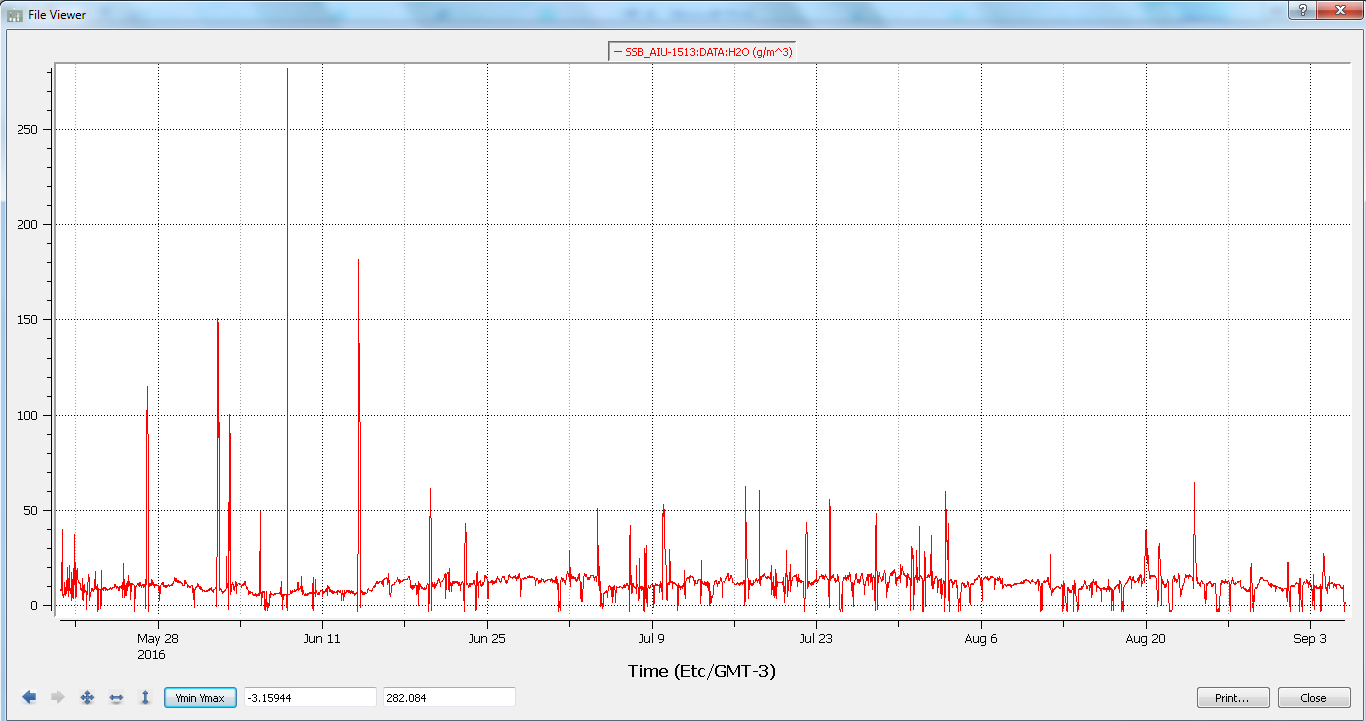 File Viewer
?
SSB_AIU-1513:DATA:H2O (g/m^3)
250
200
150
100
50
0
May 28 Jun 11 Jun 25 Jul 9 Jul 23 Aug 6 Aug 20 Sep 3
2016
Time (Etc/GMT-3)
Ymin Ymax -3.15944 282.084 Print... Close